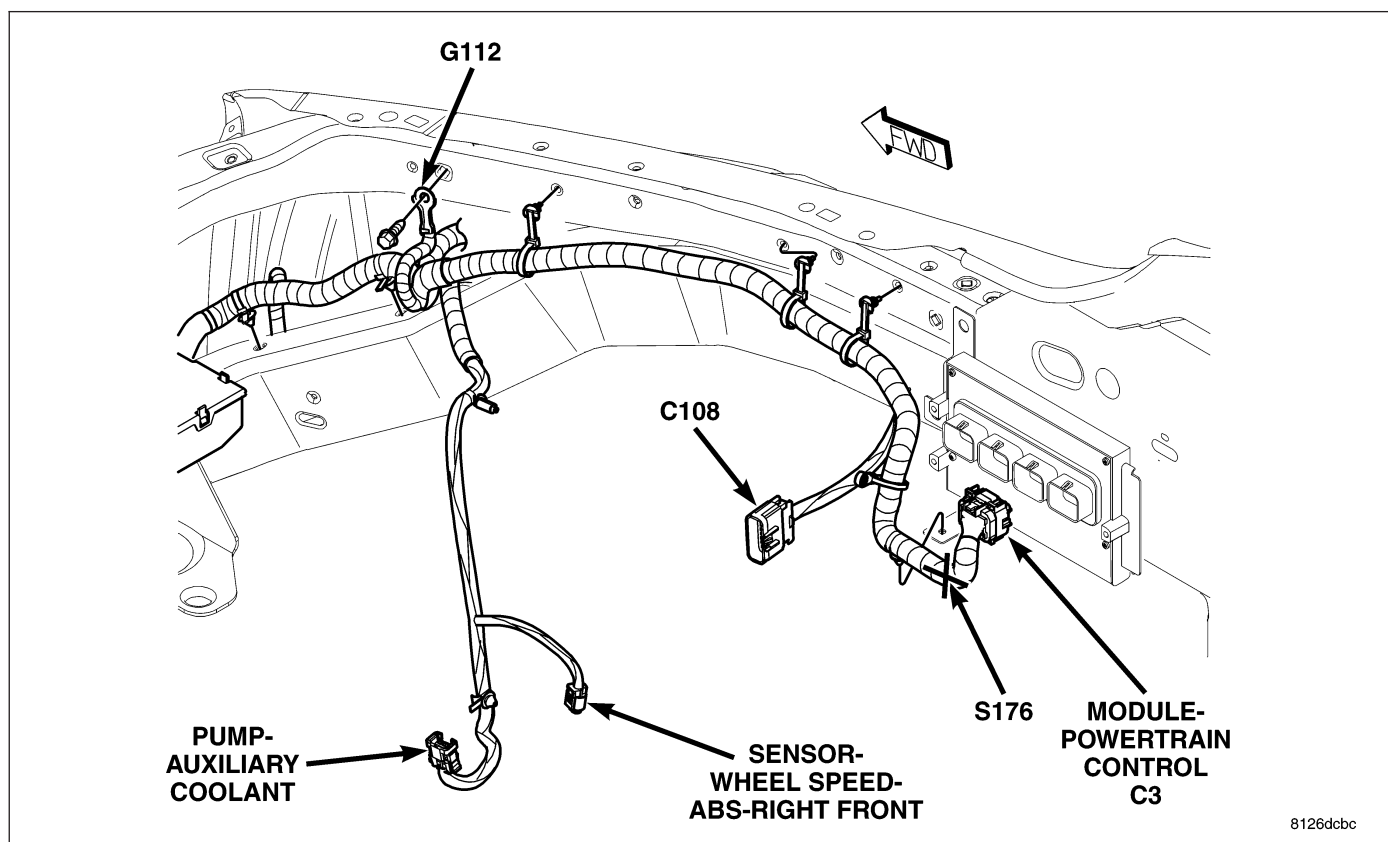 G112
FWD
C108
S176
MODULE-
POWERTRAIN
CONTROL
C3
PUMP-
AUXILIARY
COOLANT
SENSOR-
WHEEL SPEED-
ABS-RIGHT FRONT
8126dcbc